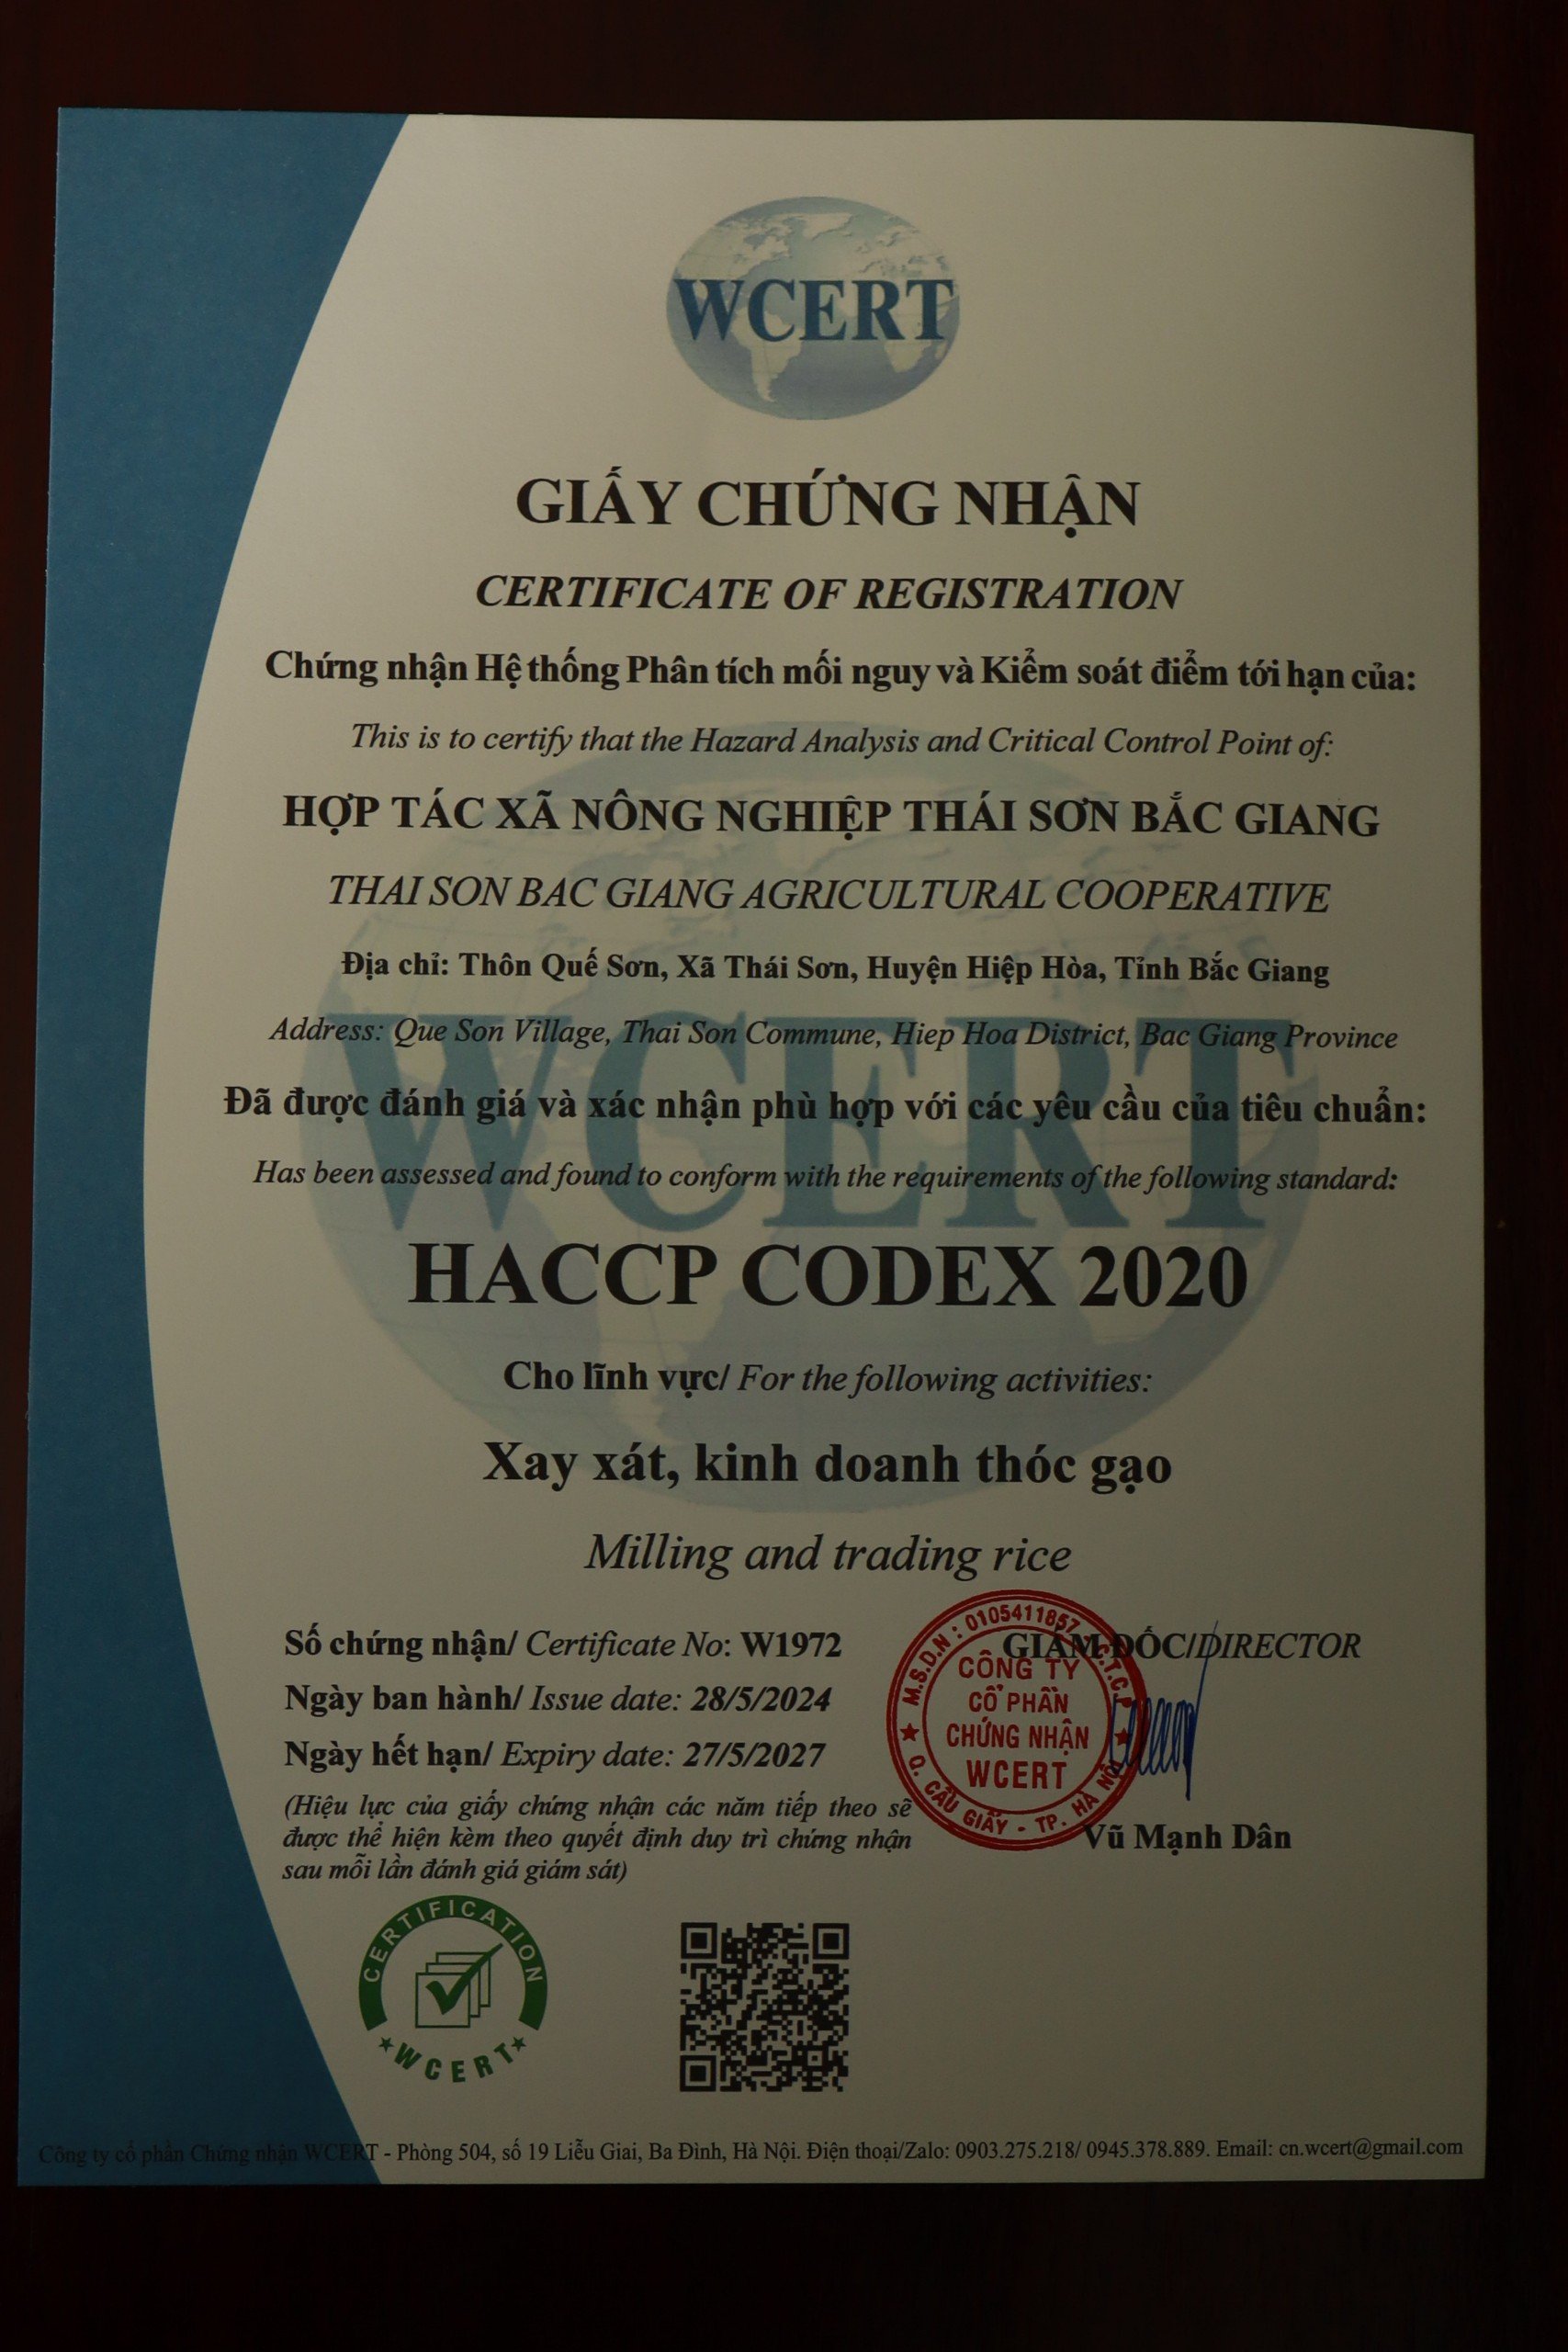 WCERT
GIẤY CHỨNG NHẬN
CERTIFICATE OF REGISTRATION
Chứng nhận Hệ thống Phân tích mối nguy và Kiểm soát điểm tới hạn của:
This is to certify that the Hazard Analysis and Critical Control Point of:
HỢP TÁC XÃ NÔNG NGHIỆP THÁI SƠN BẮC GIANG
THAI SON BAC GIANG AGRICULTURAL COOPERATIVE
Địa chỉ: Thôn Quế Sơn, Xã Thái Sơn, Huyện Hiệp Hòa, Tỉnh Bắc Giang
Address: Que Son Village, Thai Son Commune, Hiep Hoa District, Bac Giang Province
WCERT
Đã được đánh giá và xác nhận phù hợp với các yêu cầu của tiêu chuẩn:
Has been assessed and found to conform with the requirements of the following standard:
HACCP CODEX 2020
Cho lĩnh vực/ For the following activities:
Xay xát, kinh doanh thóc gạo
Milling and trading rice
Số chứng nhận/ Certificate No: W1972
Ngày ban hành/ Issue date: 28/5/2024
Ngày hết hạn/ Expiry date: 27/5/2027
(Hiệu lực của giấy chứng nhận các năm tiếp theo sẽ
được thể hiện kèm theo quyết định duy trì chứng nhận
sau mỗi lần đánh giá giám sát)
GIÁM ĐỐC/DIRECTOR
M.S.D.N : 0105411857 - C.T.C.P
CÔNG TY
CỔ PHẦN
CHỨNG NHẬN
WCERT
Q. CẦU GIẤY - TP. HÀ NỘI
Vũ Mạnh Dân
CERTIFICATION
WCERT
Công ty cổ phần Chứng nhận WCERT - Phòng 504, số 19 Liễu Giai, Ba Đình, Hà Nội. Điện thoại/Zalo: 0903.275.218/ 0945.378.889. Email: cn.wcert@gmail.com